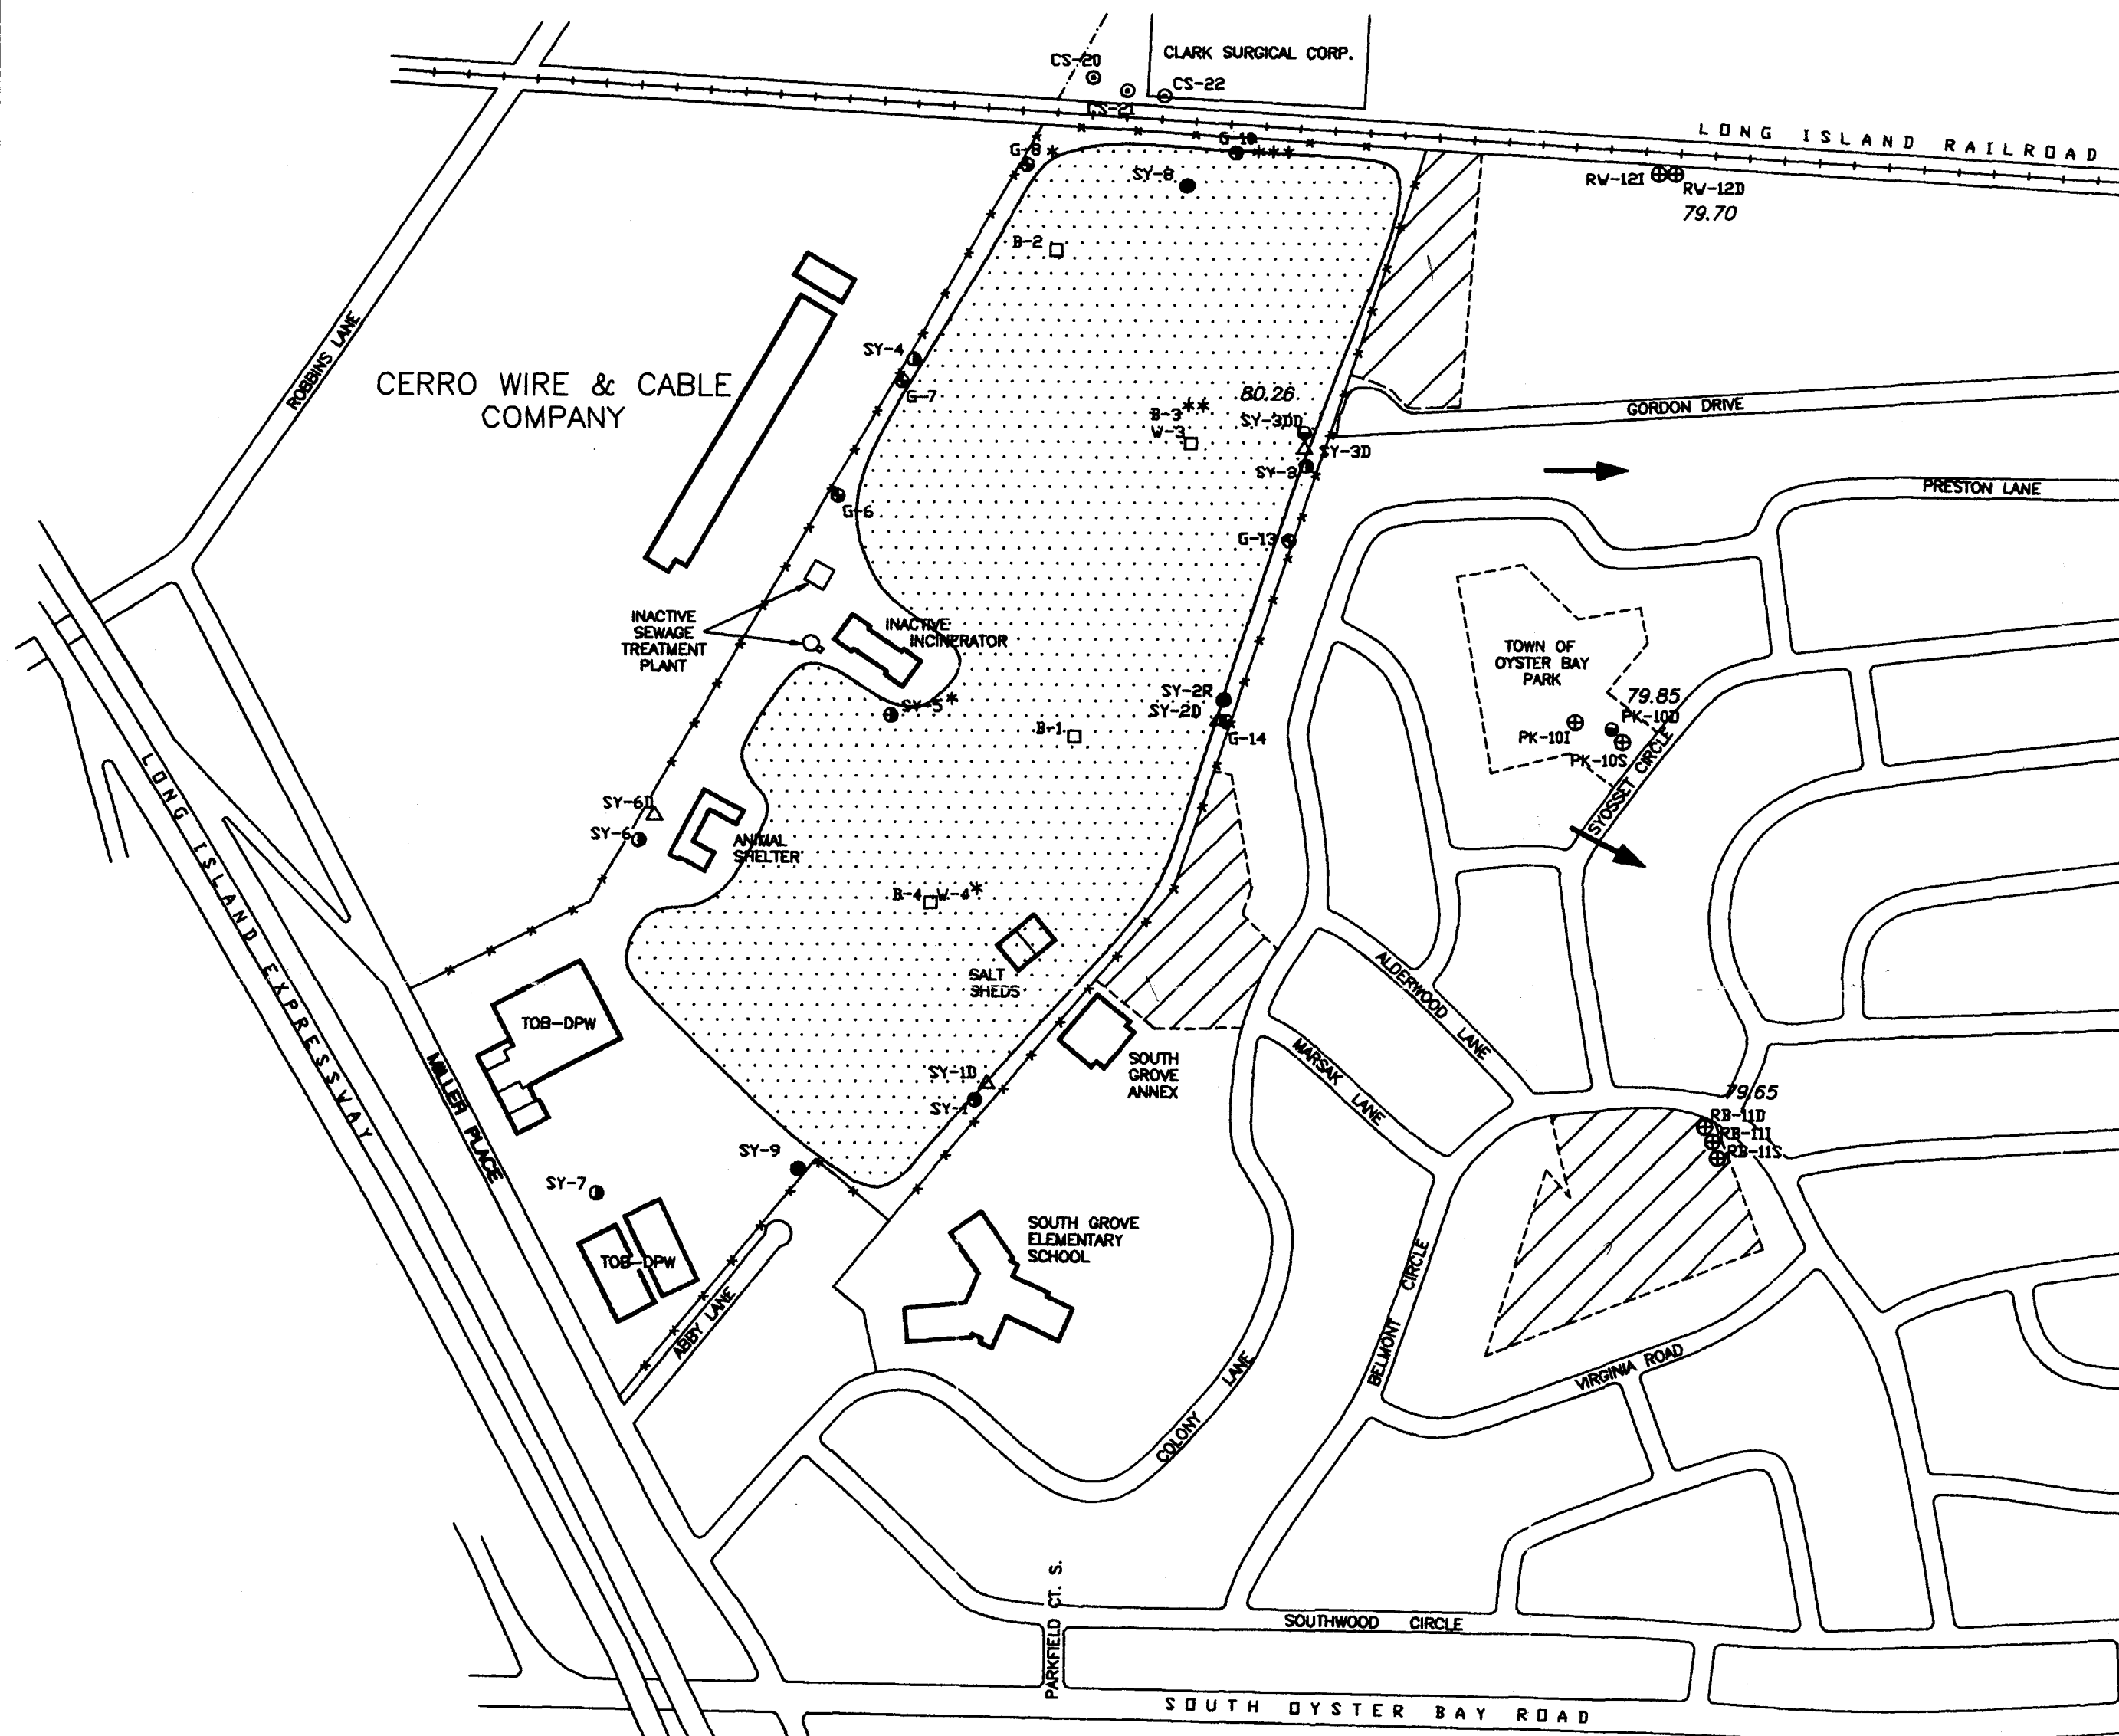 CLARK SURGICAL CORP.
CS-20
CS-22
CS-21
LONG ISLAND RAILROAD
G-10
***
G-8 *
SY-8
RW-12I
RW-12D
79.70
B-2
ROBBINS LANE
CERRO WIRE & CABLE
COMPANY
SY-4
G-7
80.26
B-3**
W-3
SY-3DD
SY-3D
SY-3
GORDON DRIVE
PRESTON LANE
G-6
G-13
INACTIVE
SEWAGE
TREATMENT
PLANT
INACTIVE
INCINERATOR
TOWN OF
OYSTER BAY
PARK
79.85
PK-10D
PK-10I
PK-10S
SYOSSET CIRCLE
SY-5*
SY-2R
SY-2D
G-14
B-1
SY-6D
SY-6
ANIMAL
SHELTER
B-4 W-4*
SALT
SHEDS
LONG ISLAND EXPRESSWAY
MILLER PLACE
TOB-DPW
ALDERWOOD LANE
MARSAK LANE
SOUTH
GROVE
ANNEX
SY-1D
SY-1
79.65
RB-11D
RB-11I
RB-11S
SY-9
SY-7
TOB-DPW
ABBY LANE
SOUTH GROVE
ELEMENTARY
SCHOOL
COLONY LANE
BELMONT CIRCLE
VIRGINIA ROAD
PARKFIELD CT. S.
SOUTHWOOD CIRCLE
SOUTH OYSTER BAY ROAD